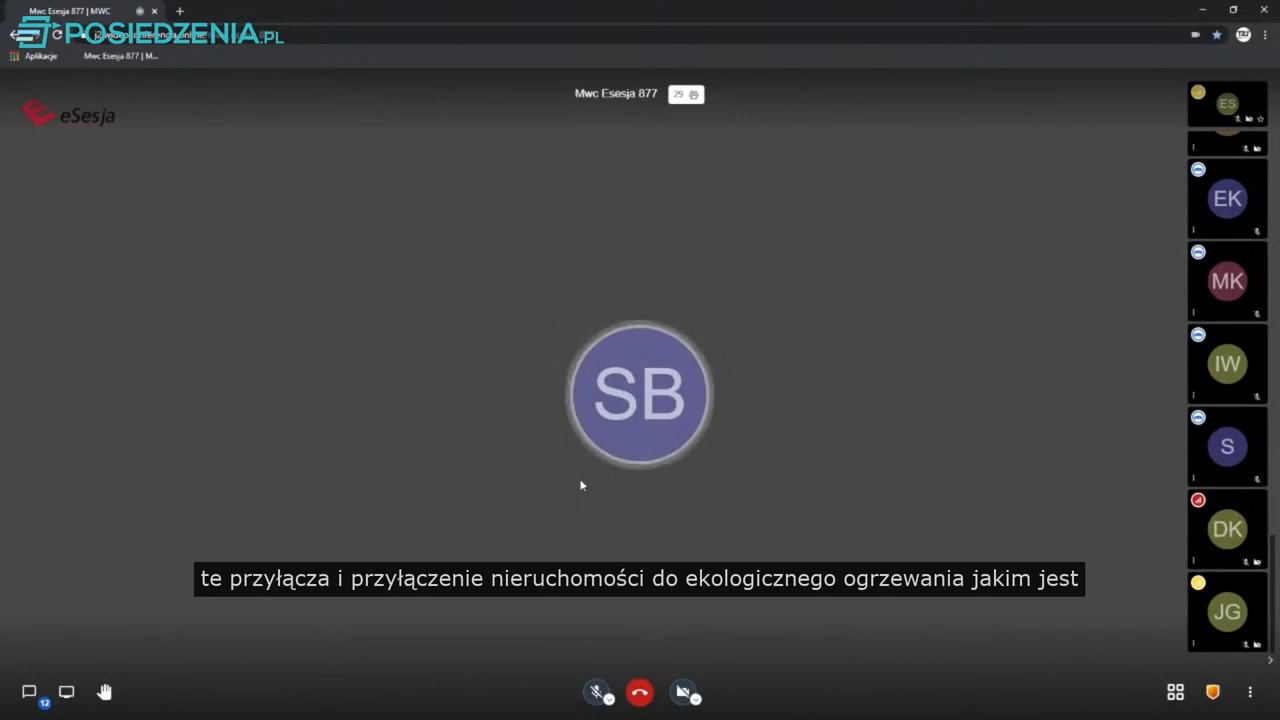 Mwc Esesja 877 | MWC
POSIEDZENIA.PL
Aplikacje
Mwc Esesja 877 | M...
Mwc Esesja 877
29
eSesja
ES
EK
MK
IW
S
DK
JG
SB
te przyłącza i przyłączenie nieruchomości do ekologicznego ogrzewania jakim jest
12